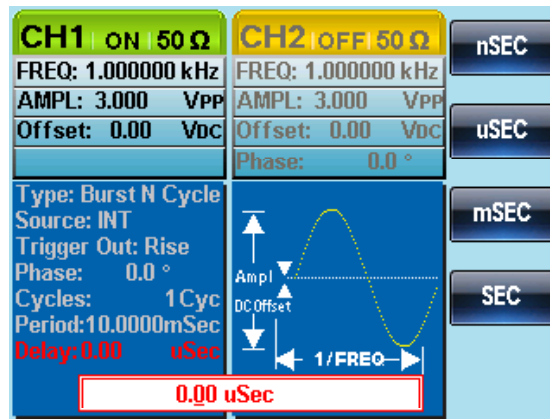 CH1 ON 50 Ω
FREQ: 1.000000 kHz
AMPL: 3.000 VPP
Offset: 0.00 VDC
CH2 OFF 50 Ω
FREQ: 1.000000 kHz
AMPL: 3.000 VPP
Offset: 0.00 VDC
Phase: 0.0 °
Type: Burst N Cycle
Source: INT
Trigger Out: Rise
Phase: 0.0 °
Cycles: 1Cyc
Period:10.0000mSec
Delay:0.00 uSec
Ampl
DC Offset
1/FREQ
0.00 uSec
nSEC
uSEC
mSEC
SEC